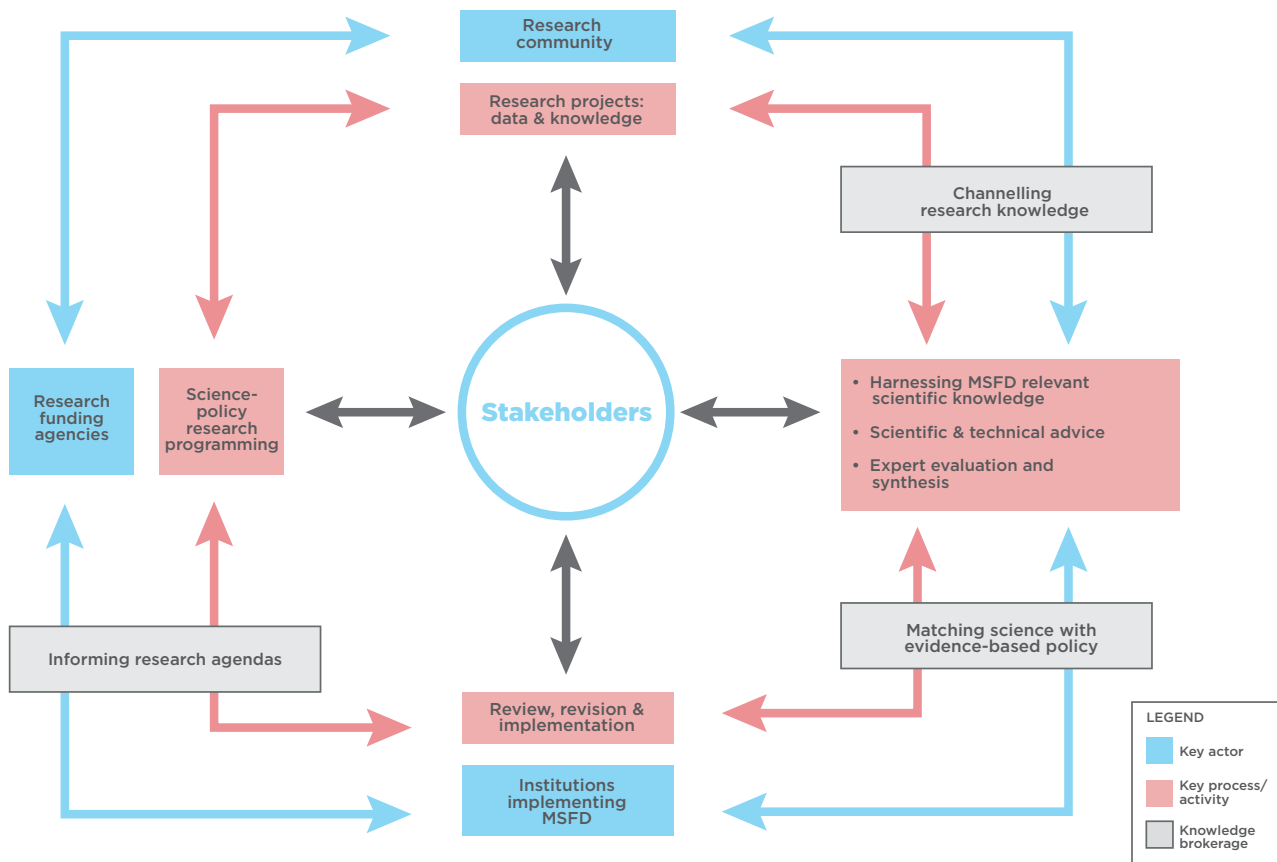 Research
community
Research projects:
data & knowledge
Channelling
research knowledge
Research
funding
agencies
Science-
policy
research
programming
Stakeholders
• Harnessing MSFD relevant
scientific knowledge
• Scientific & technical advice
• Expert evaluation and
synthesis
Informing research agendas
Matching science with
evidence-based policy
Review, revision &
implementation
Institutions
implementing
MSFD
LEGEND
Key actor
Key process/
activity
Knowledge
brokerage